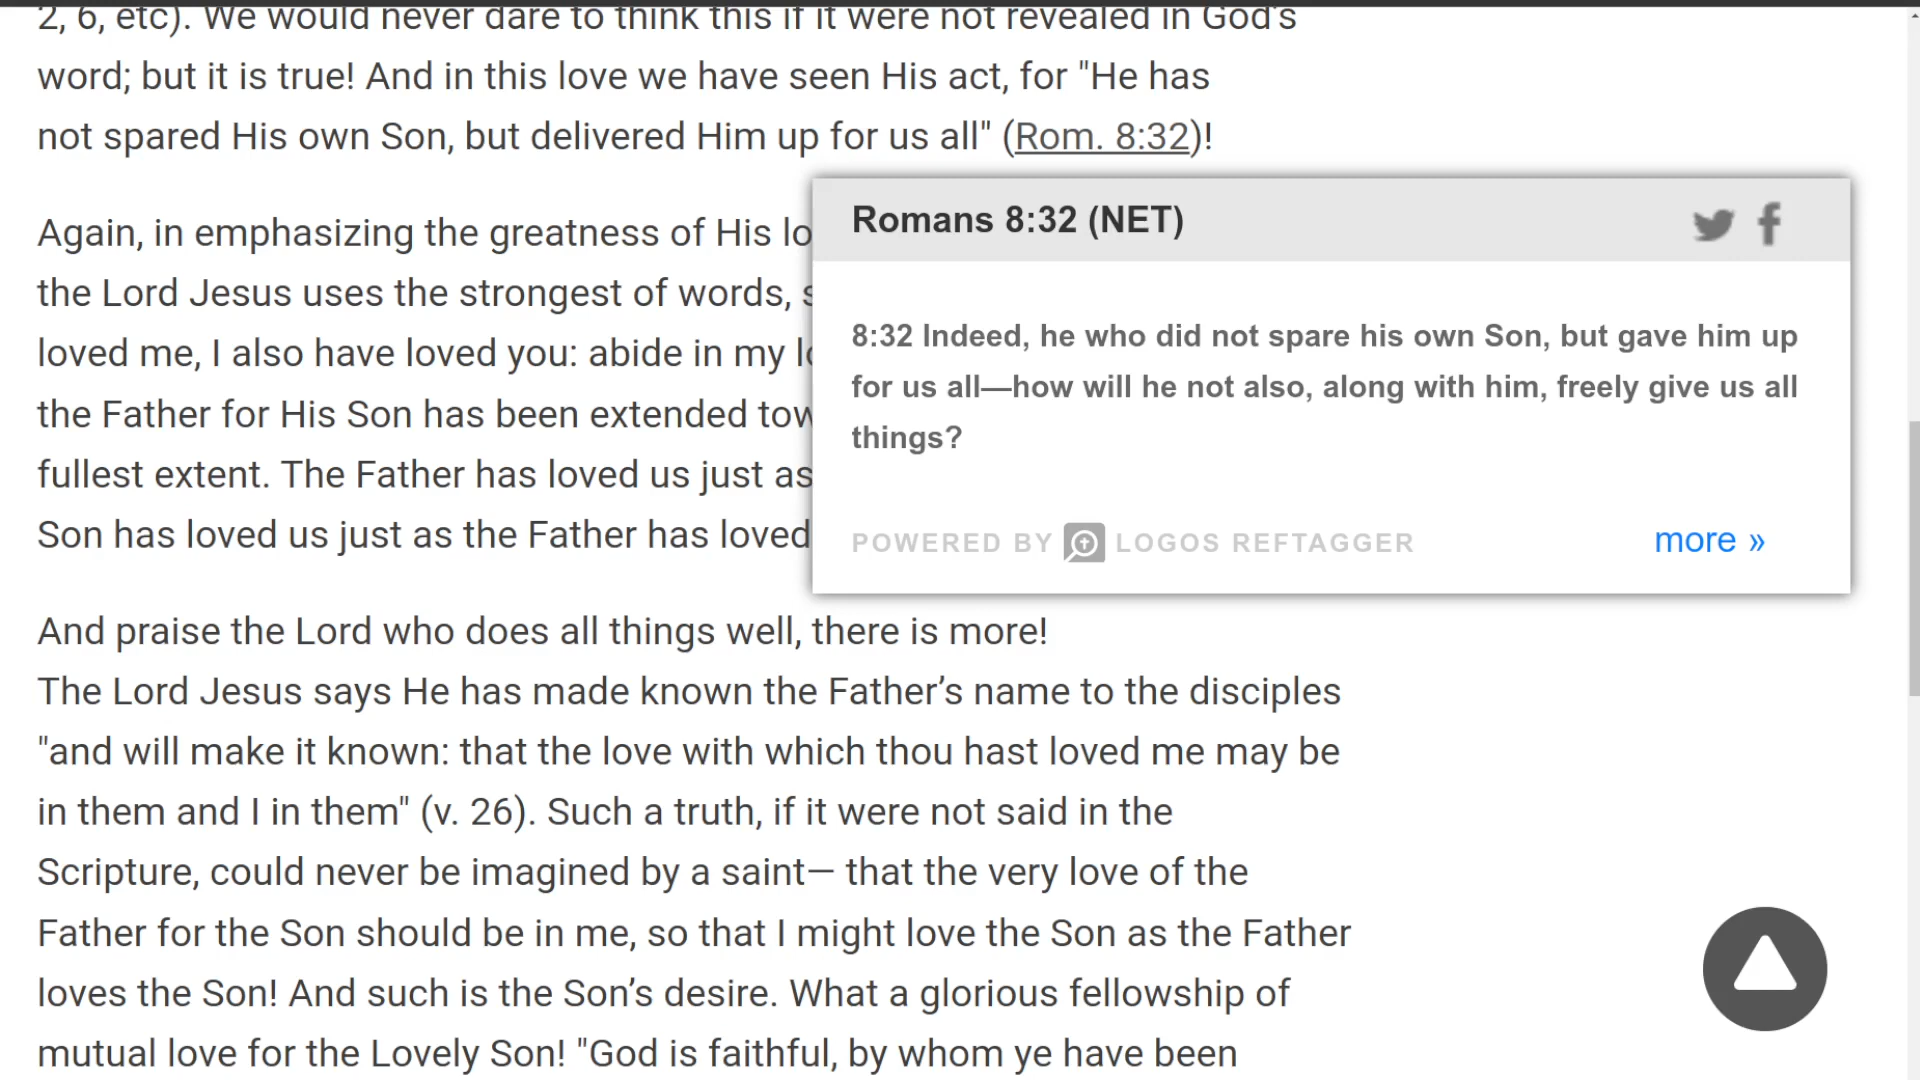 2, 6, etc). We would never dare to think this if it were not revealed in God's
word; but it is true! And in this love we have seen His act, for "He has
not spared His own Son, but delivered Him up for us all" (Rom. 8:32)!
Again, in emphasizing the greatness of His lo
the Lord Jesus uses the strongest of words, s
loved me, I also have loved you: abide in my lo
the Father for His Son has been extended tow
fullest extent. The Father has loved us just as
Son has loved us just as the Father has loved
Romans 8:32 (NET)
8:32 Indeed, he who did not spare his own Son, but gave him up
for us all—how will he not also, along with him, freely give us all
things?
POWERED BY LOGOS REFTAGGER
more »
And praise the Lord who does all things well, there is more!
The Lord Jesus says He has made known the Father’s name to the disciples
"and will make it known: that the love with which thou hast loved me may be
in them and I in them" (v. 26). Such a truth, if it were not said in the
Scripture, could never be imagined by a saint— that the very love of the
Father for the Son should be in me, so that I might love the Son as the Father
loves the Son! And such is the Son’s desire. What a glorious fellowship of
mutual love for the Lovely Son! "God is faithful, by whom ye have been